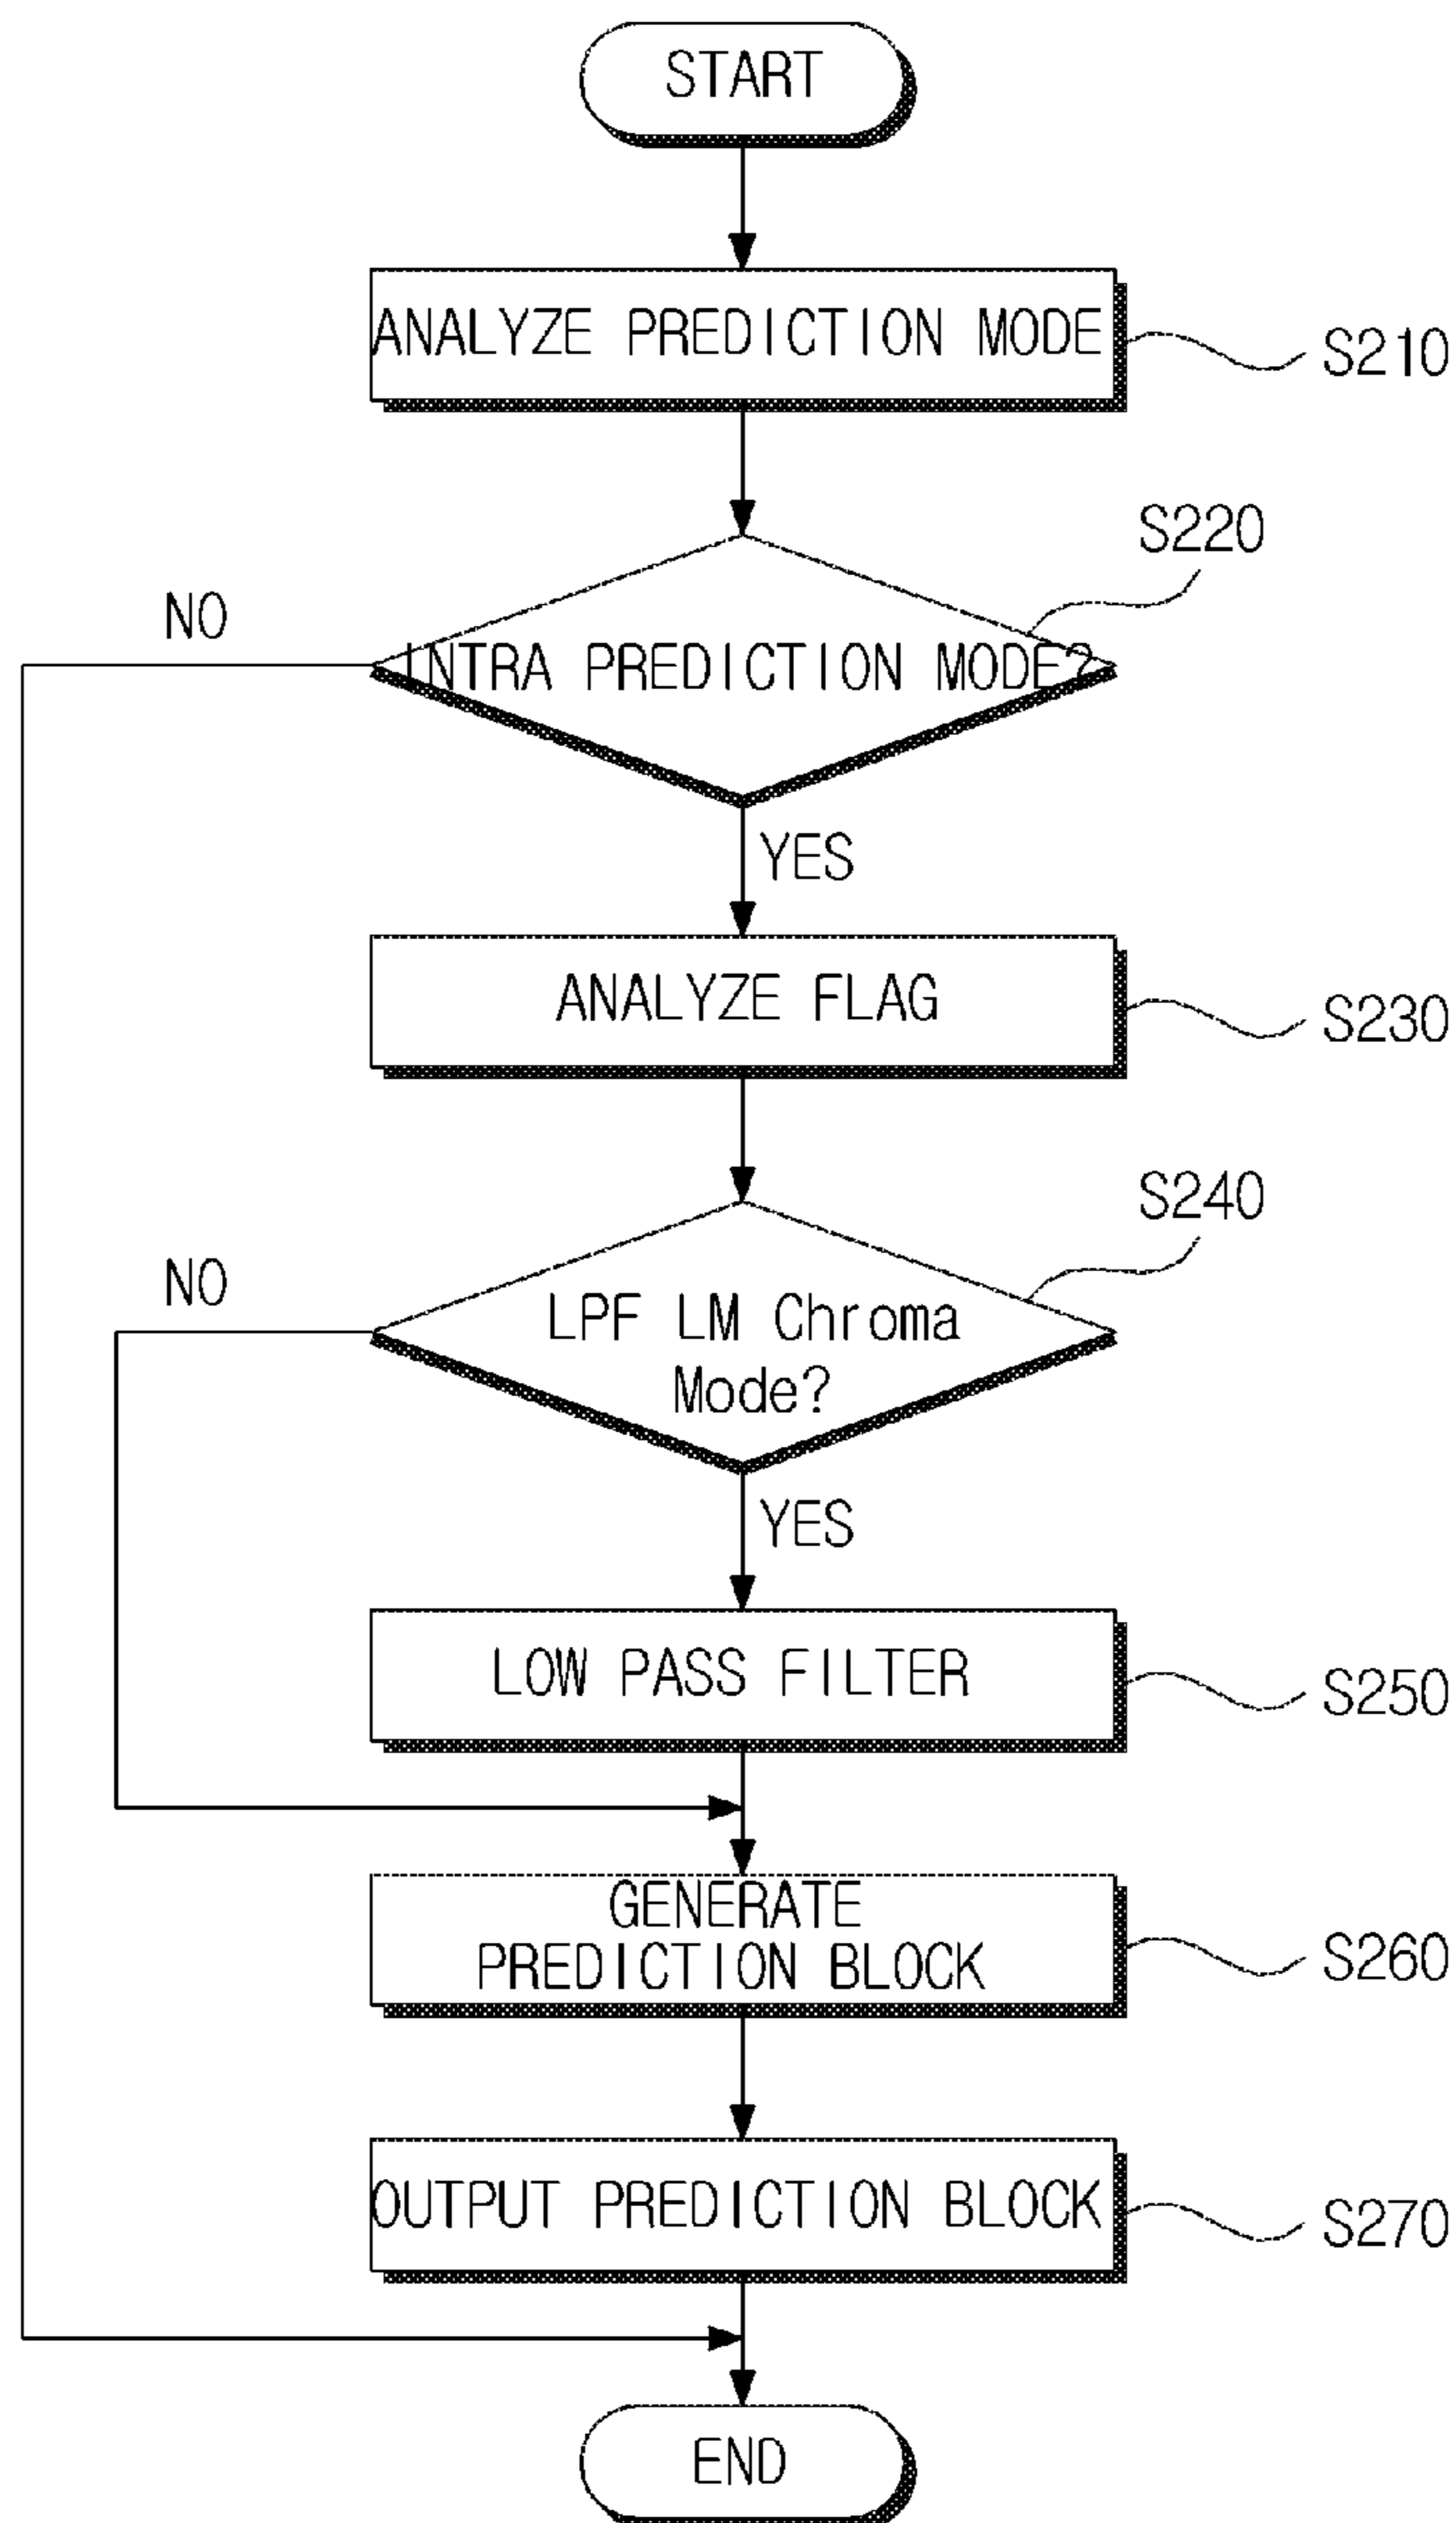 START
ANALYZE PREDICTION MODE
S210
S220
NO
INTRA PREDICTION MODE?
YES
ANALYZE FLAG
S230
S240
NO
LPF LM Chroma
Mode?
YES
LOW PASS FILTER
S250
GENERATE
PREDICTION BLOCK
S260
OUTPUT PREDICTION BLOCK
S270
END